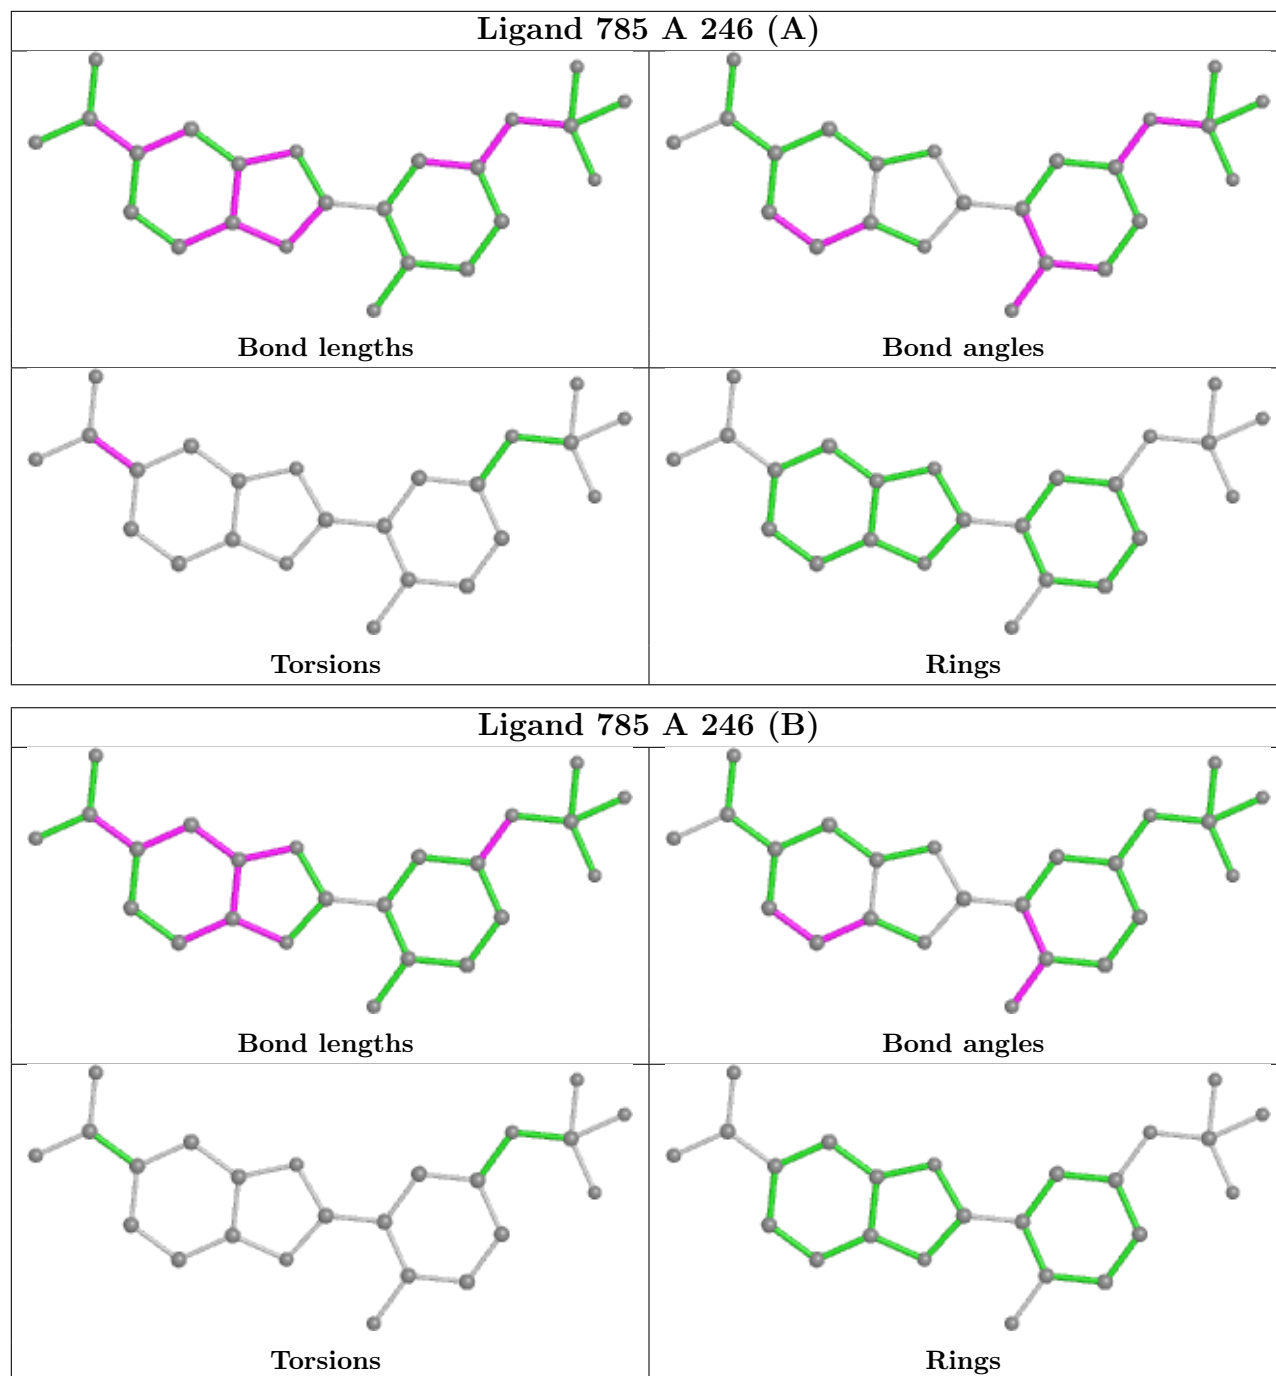 Ligand 785 A 246 (A)
Bond lengths
Bond angles
Torsions
Rings
Ligand 785 A 246 (B)
Bond lengths
Bond angles
Torsions
Rings